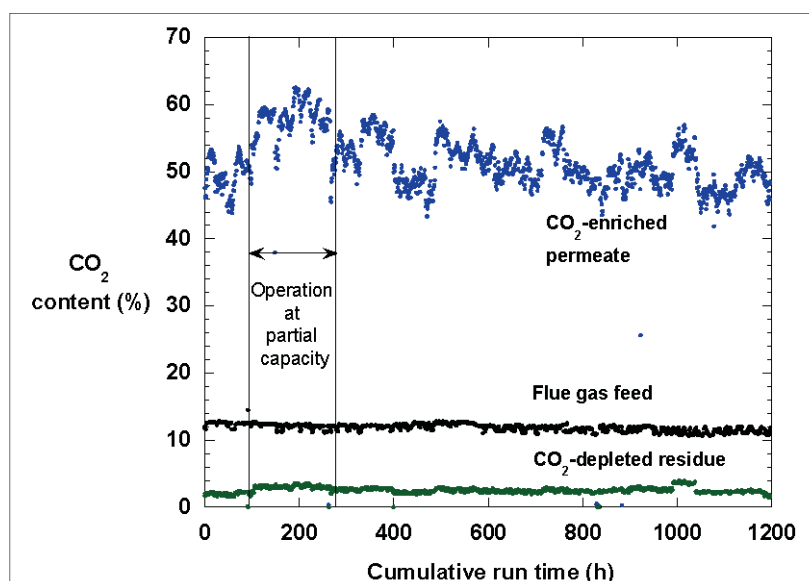 70
60
50
40
30
20
10
0
CO2
content (%)
CO2-enriched
permeate
Operation
at
partial
capacity
Flue gas feed
CO2-depleted residue
0 200 400 600 800 1000 1200
Cumulative run time (h)